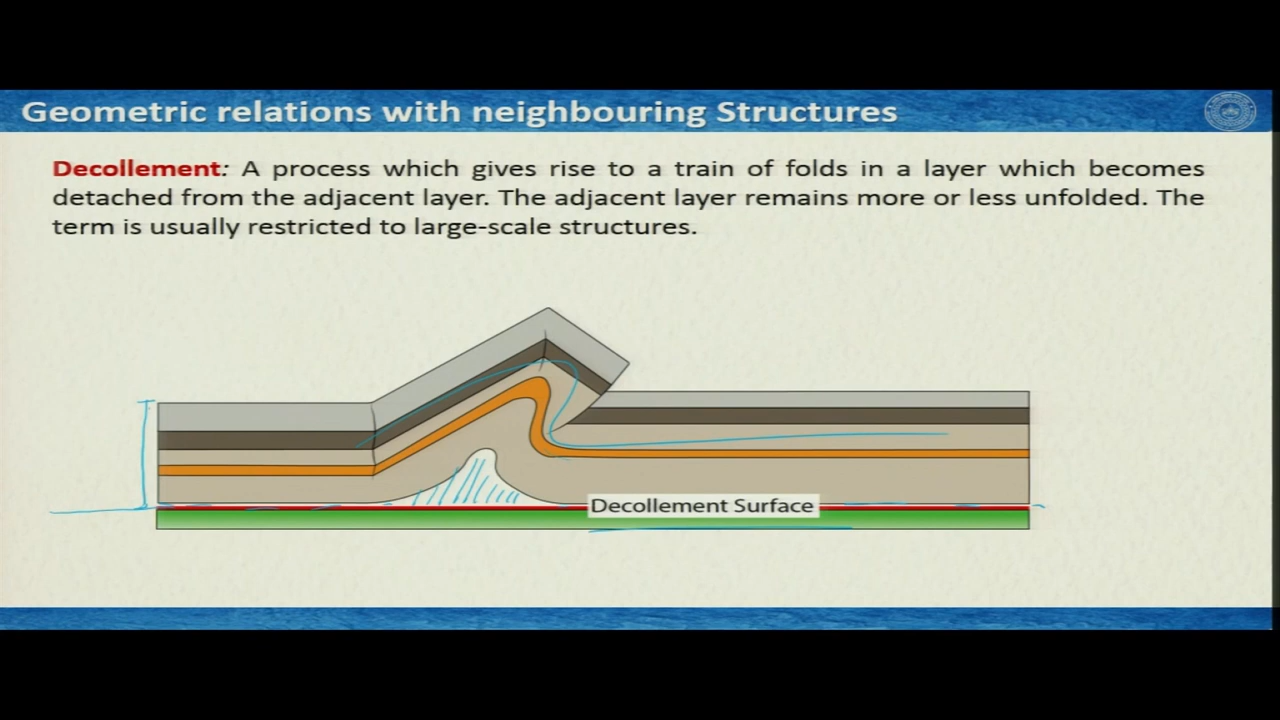 Geometric relations with neighbouring Structures
Decollement: A process which gives rise to a train of folds in a layer which becomes
detached from the adjacent layer. The adjacent layer remains more or less unfolded. The
term is usually restricted to large-scale structures.
Decollement Surface